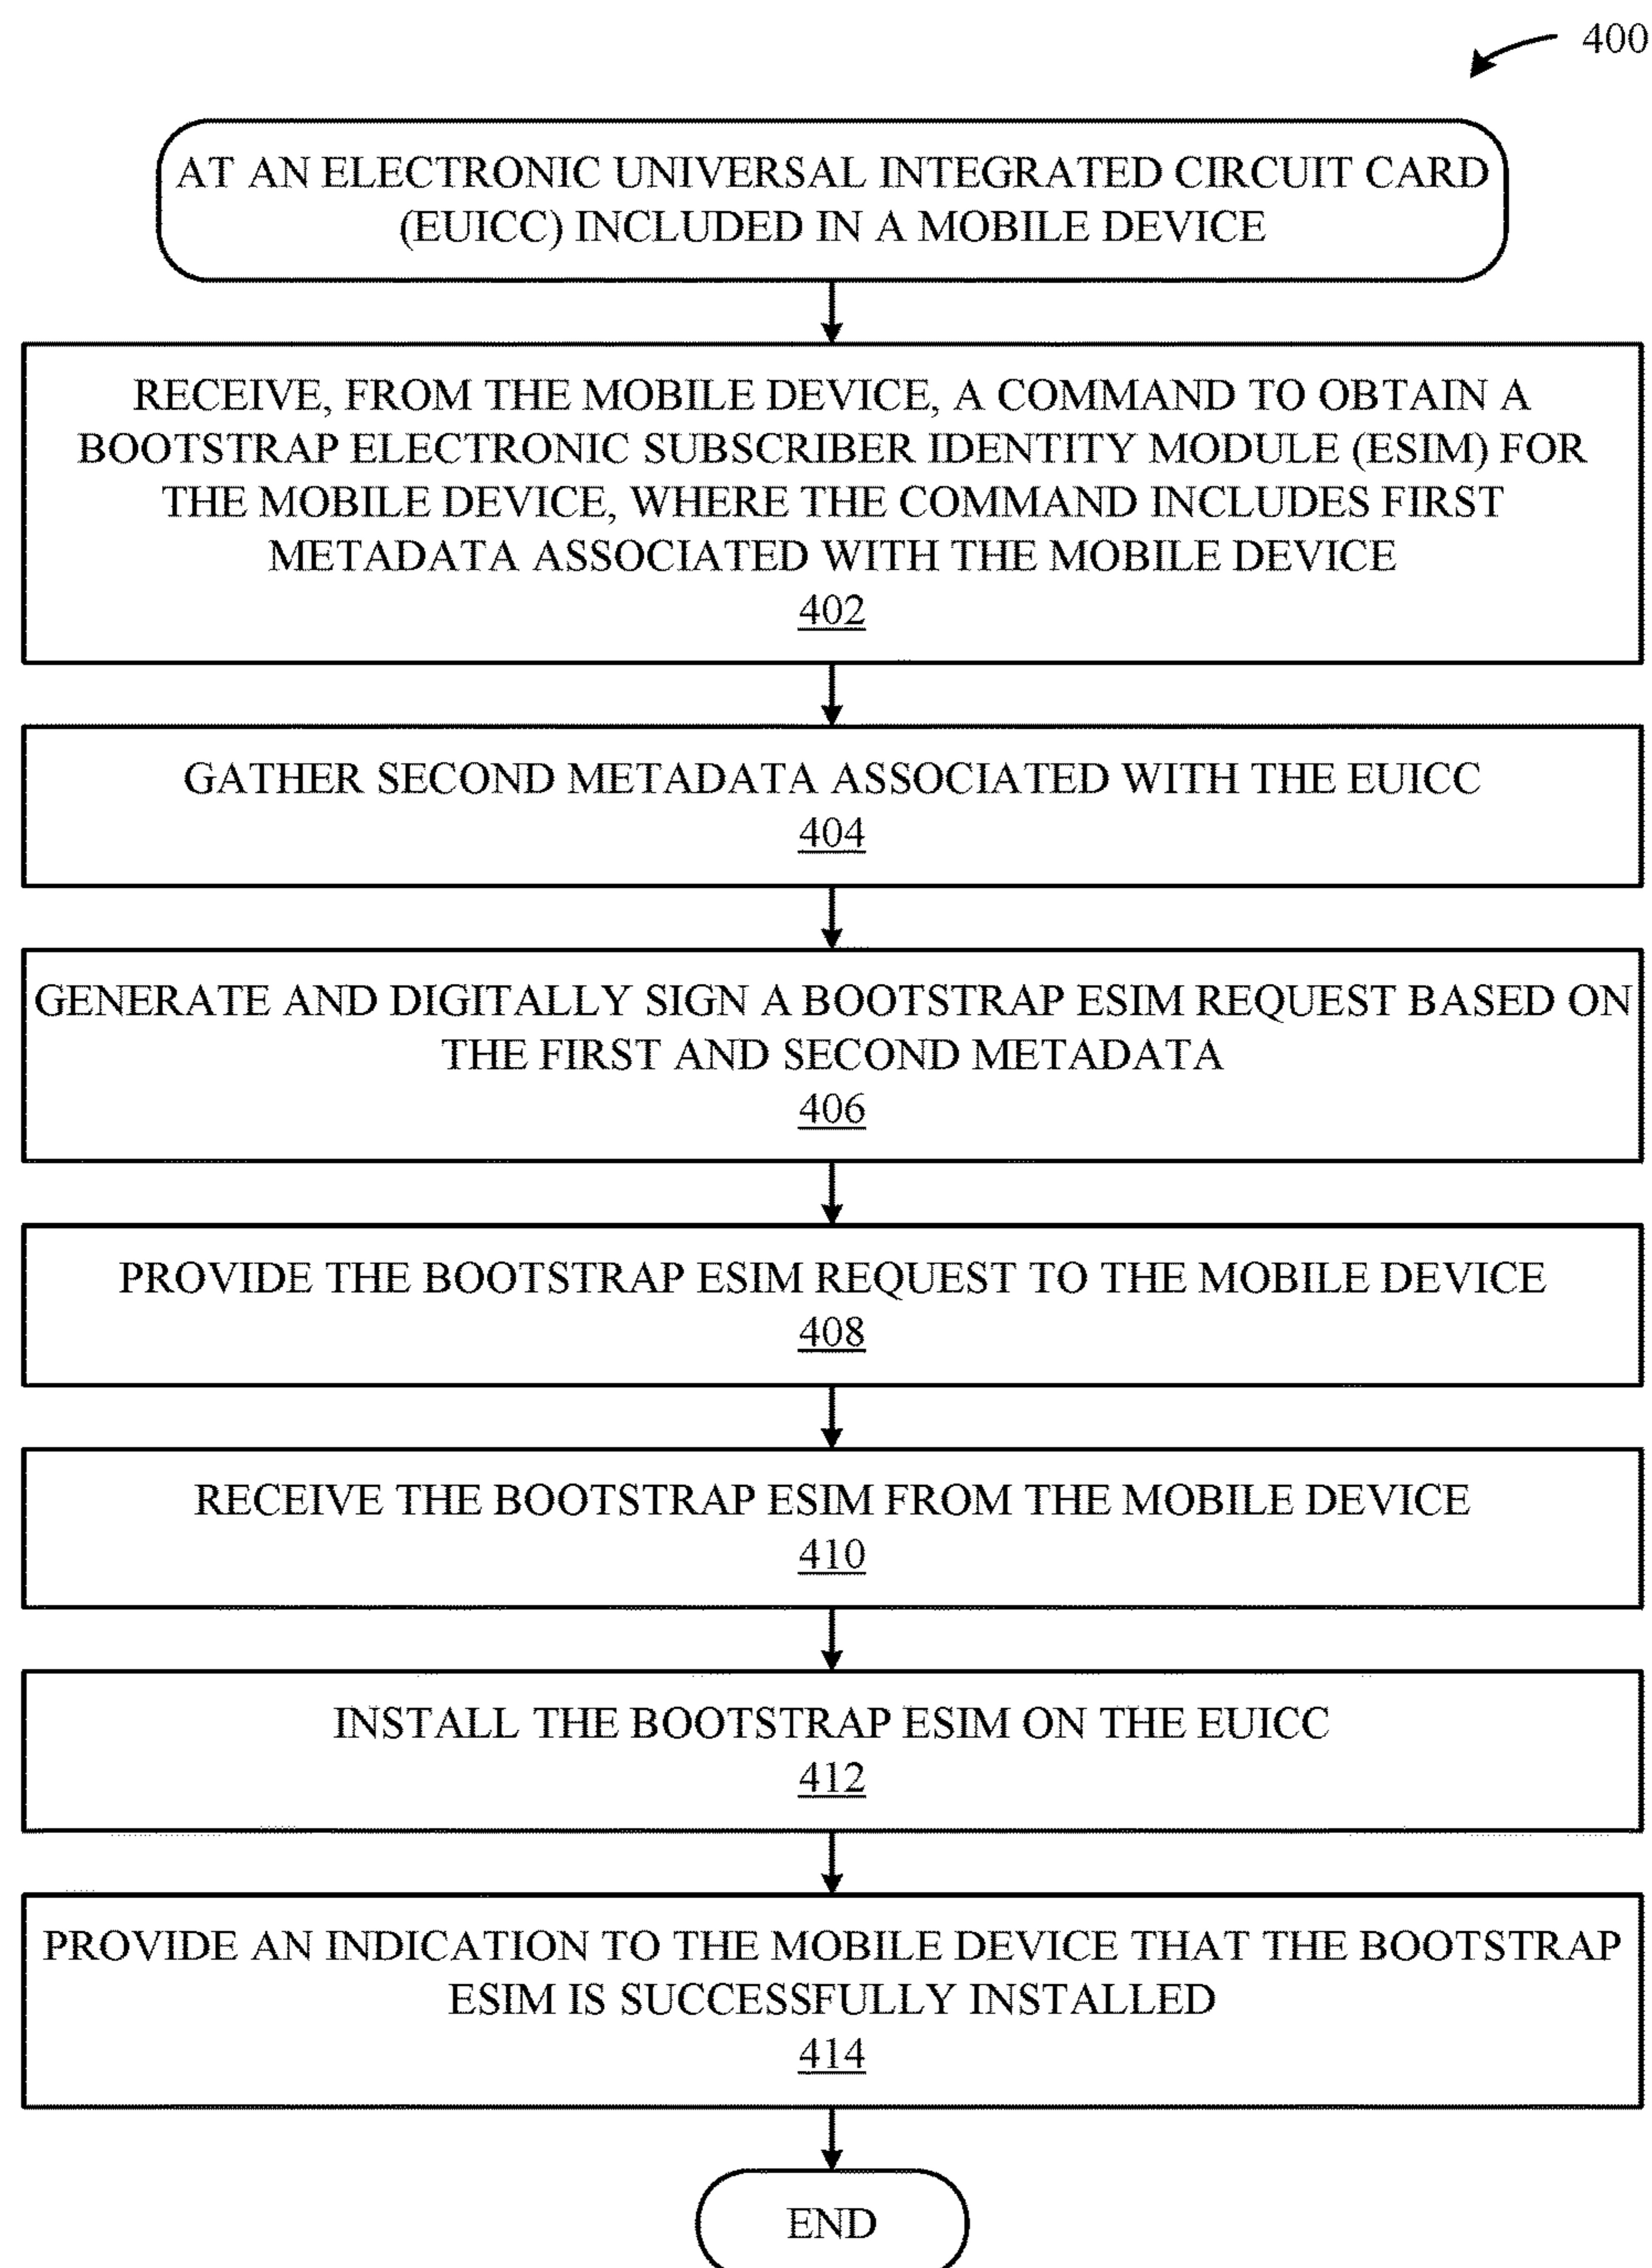 400
AT AN ELECTRONIC UNIVERSAL INTEGRATED CIRCUIT CARD
(EUICC) INCLUDED IN A MOBILE DEVICE
RECEIVE, FROM THE MOBILE DEVICE, A COMMAND TO OBTAIN A
BOOTSTRAP ELECTRONIC SUBSCRIBER IDENTITY MODULE (ESIM) FOR
THE MOBILE DEVICE, WHERE THE COMMAND INCLUDES FIRST
METADATA ASSOCIATED WITH THE MOBILE DEVICE
402
GATHER SECOND METADATA ASSOCIATED WITH THE EUICC
404
GENERATE AND DIGITALLY SIGN A BOOTSTRAP ESIM REQUEST BASED ON
THE FIRST AND SECOND METADATA
406
PROVIDE THE BOOTSTRAP ESIM REQUEST TO THE MOBILE DEVICE
408
RECEIVE THE BOOTSTRAP ESIM FROM THE MOBILE DEVICE
410
INSTALL THE BOOTSTRAP ESIM ON THE EUICC
412
PROVIDE AN INDICATION TO THE MOBILE DEVICE THAT THE BOOTSTRAP
ESIM IS SUCCESSFULLY INSTALLED
414
END